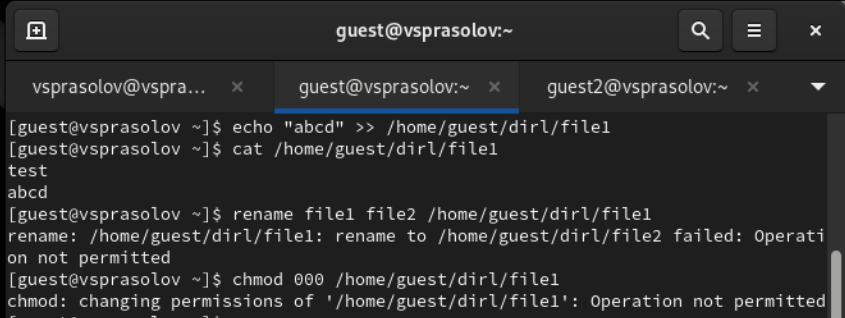 guest@vsprasolov:~
vsprasolov@vspra...
guest@vsprasolov:~
guest2@vsprasolov:~
[guest@vsprasolov ~]$ echo "abcd" >> /home/guest/dirl/file1
[guest@vsprasolov ~]$ cat /home/guest/dirl/file1
test
abcd
[guest@vsprasolov ~]$ rename file1 file2 /home/guest/dirl/file1
rename: /home/guest/dirl/file1: rename to /home/guest/dirl/file2 failed: Operati
on not permitted
[guest@vsprasolov ~]$ chmod 000 /home/guest/dirl/file1
chmod: changing permissions of '/home/guest/dirl/file1': Operation not permitted